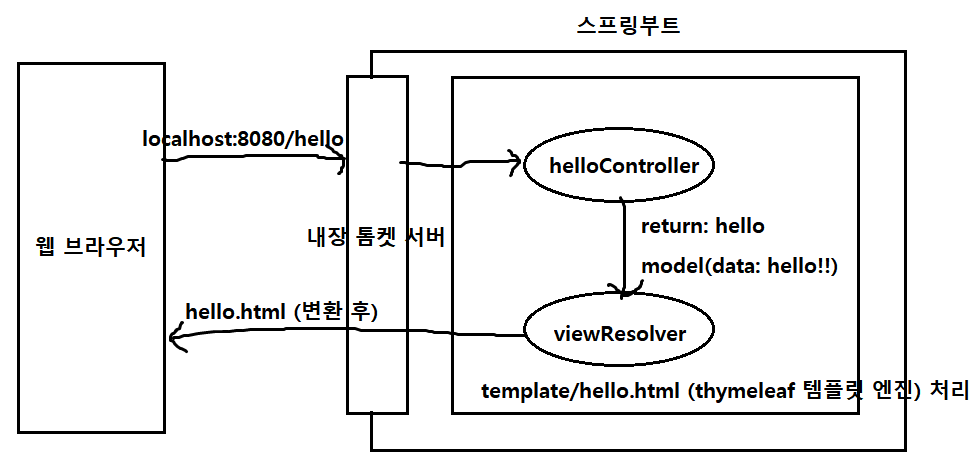 스프링부트
localhost:8080/hello
helloController
웹 브라우저
내장 톰켓 서버
return: hello
model(data: hello!!)
hello.html (변환 후)
viewResolver
template/hello.html (thymeleaf 템플릿 엔진) 처리